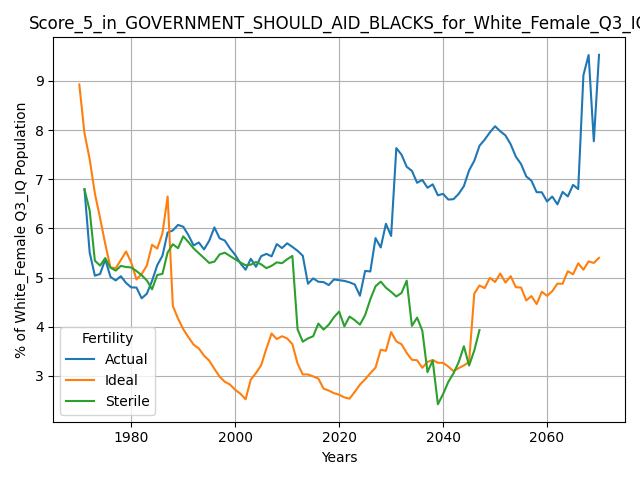 Score_5_in_GOVERNMENT_SHOULD_AID_BLACKS_for_White_Female_Q3_IQ
% of White_Female Q3_IQ Population
9
8
7
6
5
4
3
Fertility
Actual
Ideal
Sterile
1980 2000 2020 2040 2060
Years